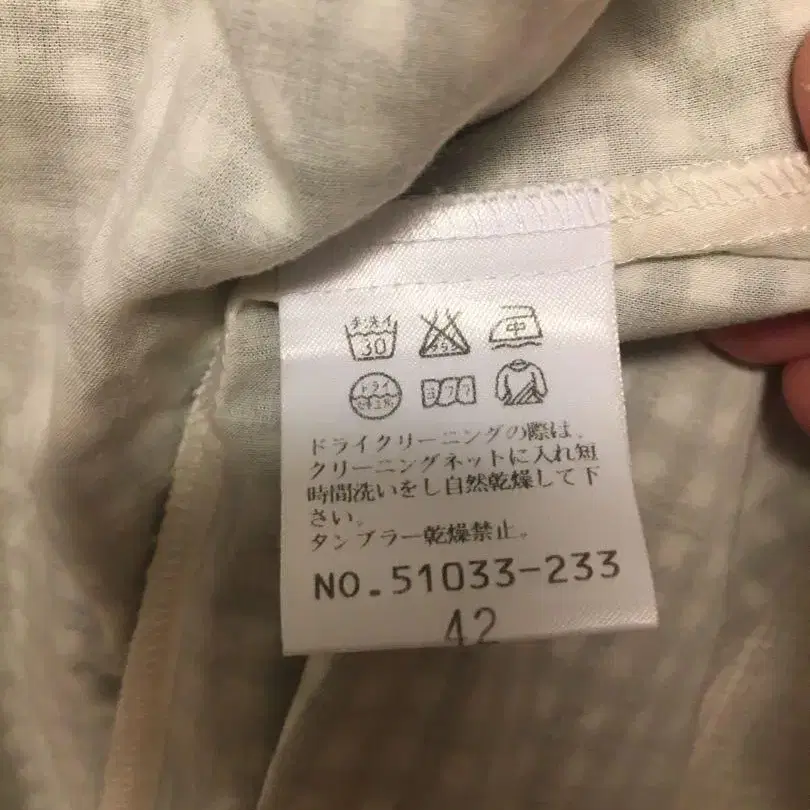 手洗イ
30
中
ドライ
ヨワク
ドライクリーニングの際は、
クリーニングネットに入れ短
時間洗いをし自然乾燥して下
さい。
タンブラー乾燥禁止。
NO.51033-233
42